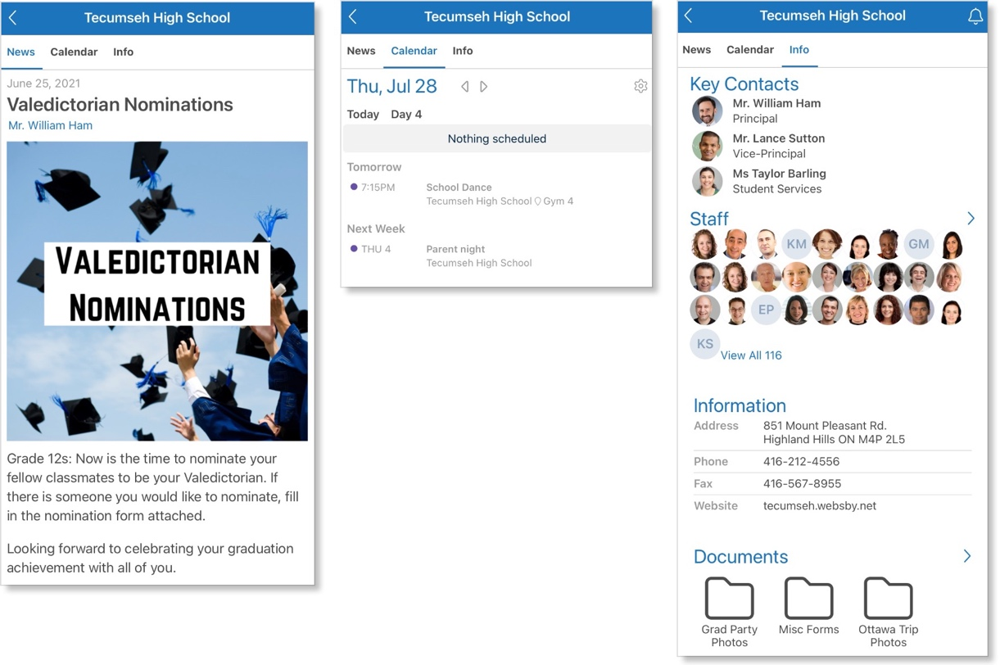 Tecumseh High School
News Calendar Info
June 25, 2021
Valedictorian Nominations
Mr. William Ham
VALEDICTORIAN
NOMINATIONS
Grade 12s: Now is the time to nominate your
fellow classmates to be your Valedictorian. If
there is someone you would like to nominate, fill
in the nomination form attached.
Looking forward to celebrating your graduation
achievement with all of you.
Tecumseh High School
News Calendar Info
Thu, Jul 28
Today Day 4
Nothing scheduled
Tomorrow
7:15PM School Dance
Tecumseh High School Gym 4
Next Week
THU 4 Parent night
Tecumseh High School
Tecumseh High School
News Calendar Info
Key Contacts
Mr. William Ham
Principal
Mr. Lance Sutton
Vice-Principal
Ms Taylor Barling
Student Services
Staff
KM GM
EP
KS View All 116
Information
Address 851 Mount Pleasant Rd.
Highland Hills ON M4P 2L5
Phone 416-212-4556
Fax 416-567-8955
Website tecumseh.websby.net
Documents
Grad Party Photos
Misc Forms
Ottawa Trip Photos